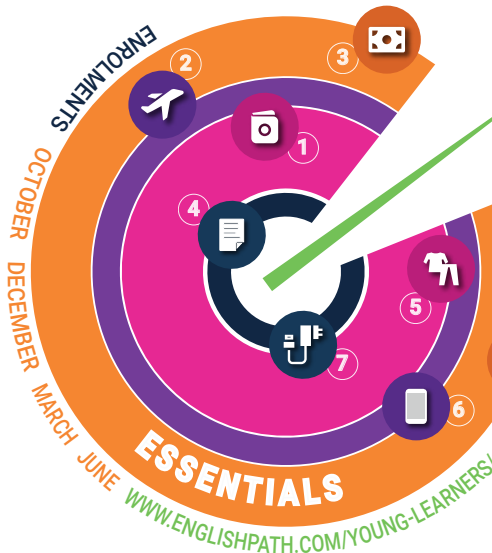 ENROLMENTS
OCTOBER DECEMBER MARCH JUNE
WWW.ENGLISHPATH.COM/YOUNG-LEARNERS/
ESSENTIALS
1
2
3
4
5
6
7